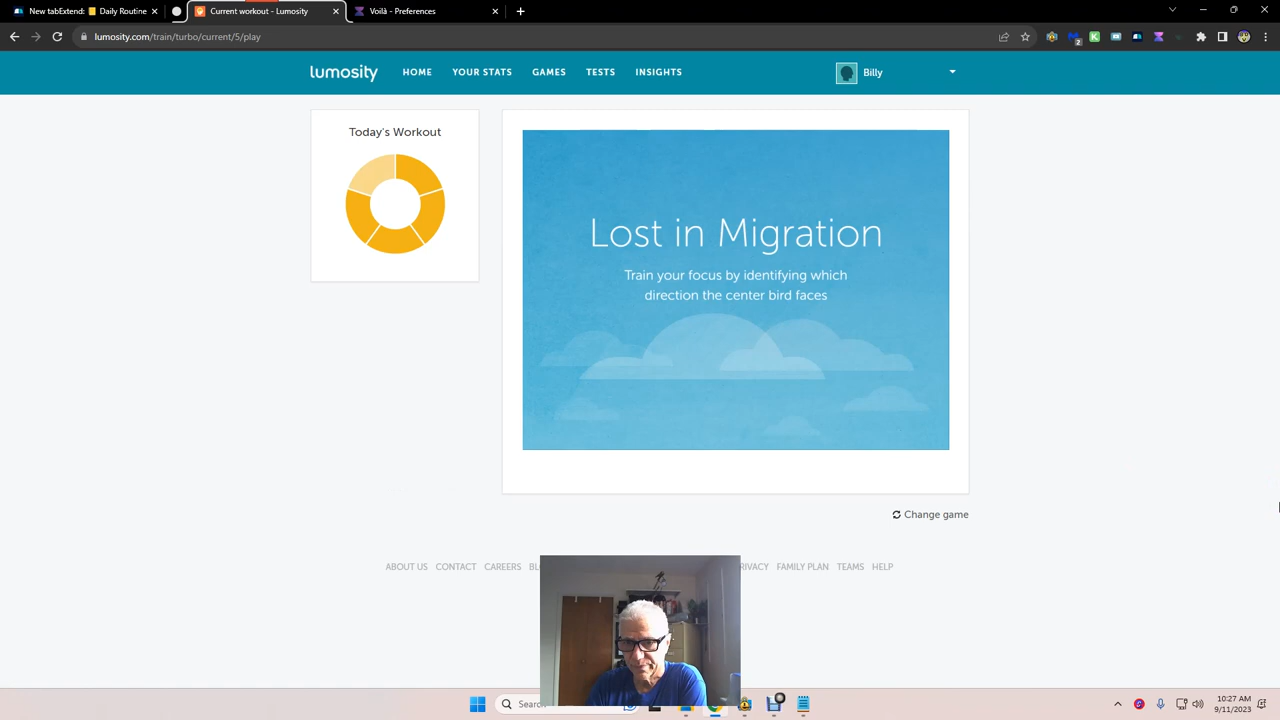 New tabExtend: Daily Routine
Current workout - Lumosity
Voilà - Preferences
lumosity.com/train/turbo/current/5/play
2
lumosity
HOME
YOUR STATS
GAMES
TESTS
INSIGHTS
Billy
Today's Workout
Lost in Migration
Train your focus by identifying which
direction the center bird faces
Change game
ABOUT US CONTACT CAREERS FAMILY PLAN TEAMS HELP
10:27 AM
9/11/2023